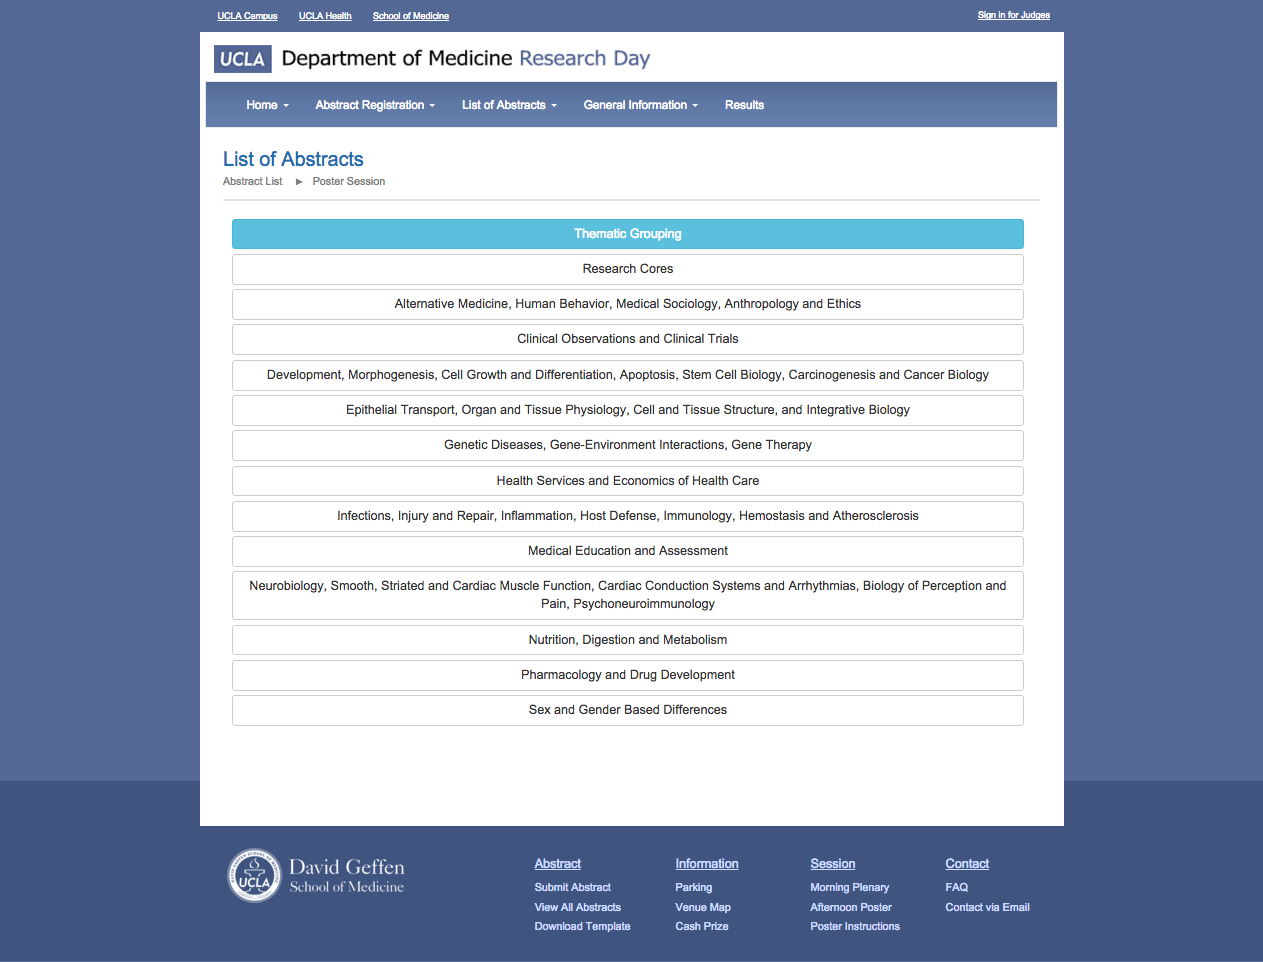 UCLA Campus UCLA Health School of Medicine Sign in for Judges
UCLA Department of Medicine Research Day
Home Abstract Registration List of Abstracts General Information Results
List of Abstracts
Abstract List ► Poster Session
Thematic Grouping
Research Cores
Alternative Medicine, Human Behavior, Medical Sociology, Anthropology and Ethics
Clinical Observations and Clinical Trials
Development, Morphogenesis, Cell Growth and Differentiation, Apoptosis, Stem Cell Biology, Carcinogenesis and Cancer Biology
Epithelial Transport, Organ and Tissue Physiology, Cell and Tissue Structure, and Integrative Biology
Genetic Diseases, Gene-Environment Interactions, Gene Therapy
Health Services and Economics of Health Care
Infections, Injury and Repair, Inflammation, Host Defense, Immunology, Hemostasis and Atherosclerosis
Medical Education and Assessment
Neurobiology, Smooth, Striated and Cardiac Muscle Function, Cardiac Conduction Systems and Arrhythmias, Biology of Perception and
Pain, Psychoneuroimmunology
Nutrition, Digestion and Metabolism
Pharmacology and Drug Development
Sex and Gender Based Differences
UCLA
David Geffen
School of Medicine
Abstract Information Session Contact
Submit Abstract Parking Morning Plenary FAQ
View All Abstracts Venue Map Afternoon Poster Contact via Email
Download Template Cash Prize Poster Instructions